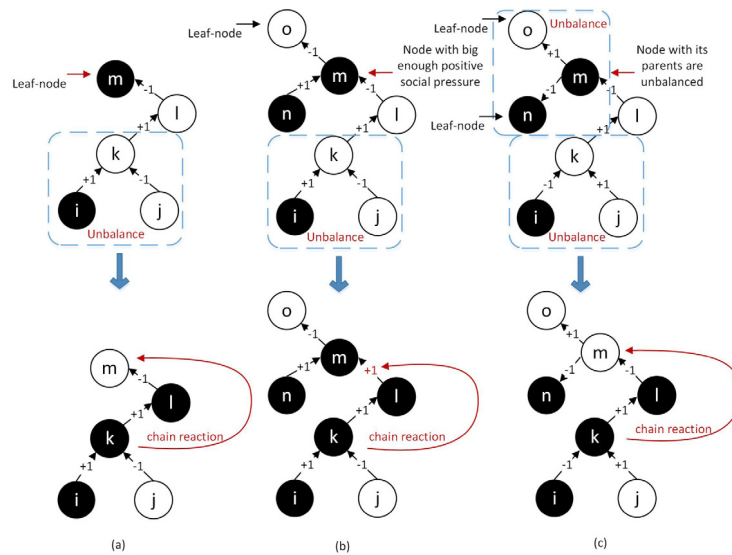 Leaf-node
m
-1
l
+1
k
+1
-1
i
j
Unbalance
Leaf-node
o
-1
m
Node with big
enough positive
social pressure
+1
-1
n
l
+1
k
+1
-1
i
j
Unbalance
Leaf-node
o
Unbalance
+1
m
Node with its
parents are
unbalanced
-1
-1
Leaf-node
n
l
+1
k
-1
+1
i
j
Unbalance
m
-1
l
+1
k
chain reaction
+1
-1
i
j
(a)
o
-1
m
+1
+1
n
l
+1
k
chain reaction
+1
-1
i
j
(b)
o
+1
m
-1
-1
n
l
+1
k
chain reaction
-1
+1
i
j
(c)